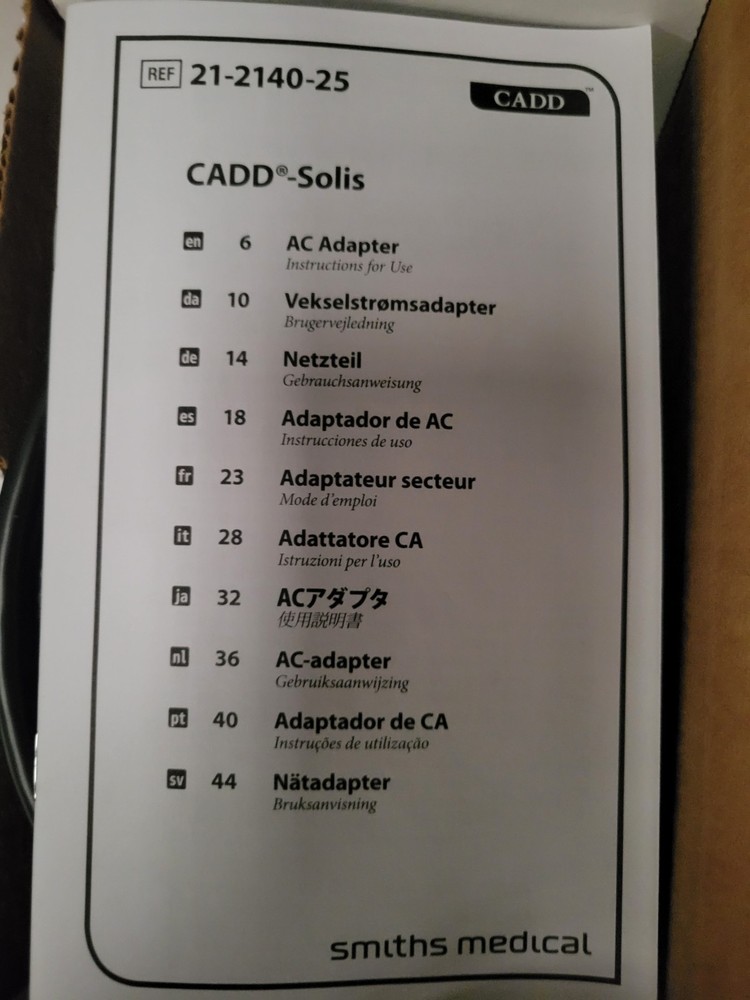 REF 21-2140-25
CADD™
CADD®-Solis
en 6 AC Adapter
Instructions for Use
da 10 Vekselstrømsadapter
Brugervejledning
de 14 Netzteil
Gebrauchsanweisung
es 18 Adaptador de AC
Instrucciones de uso
fr 23 Adaptateur secteur
Mode d'emploi
it 28 Adattatore CA
Istruzioni per l'uso
ja 32 ACアダプタ
使用説明書
nl 36 AC-adapter
Gebruiksaanwijzing
pt 40 Adaptador de CA
Instruções de utilização
sv 44 Nätadapter
Bruksanvisning
smiths medical